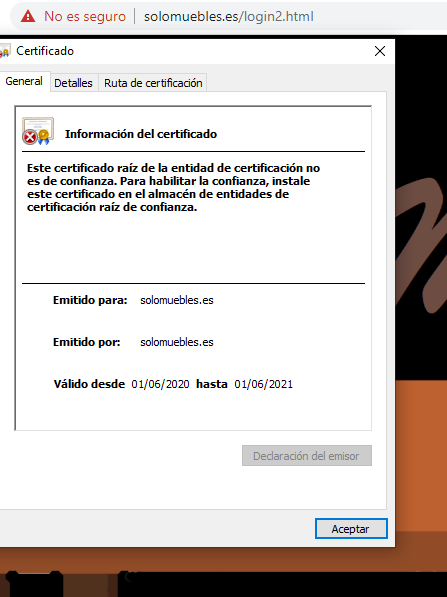 No es seguro | solomuebles.es/login2.html
Certificado
General Detalles Ruta de certificación
Información del certificado
Este certificado raíz de la entidad de certificación no
es de confianza. Para habilitar la confianza, instale
este certificado en el almacén de entidades de
certificación raíz de confianza.
Emitido para: solomuebles.es
Emitido por: solomuebles.es
Válido desde 01/06/2020 hasta 01/06/2021
Declaración del emisor
Aceptar